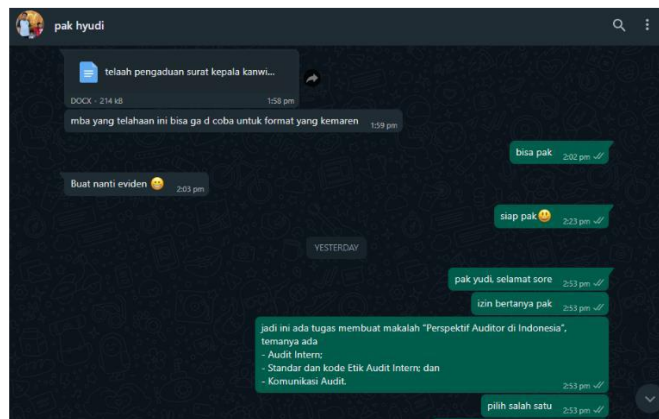 pak hyudi
telaah pengaduan surat kepala kanwi...
DOCX • 214 kB 1:58 pm
mba yang telahaan ini bisa ga d coba untuk format yang kemaren 1:59 pm
bisa pak 2:02 pm
Buat nanti eviden 😁 2:03 pm
siap pak😃 2:23 pm
YESTERDAY
pak yudi, selamat sore 2:53 pm
izin bertanya pak 2:53 pm
jadi ini ada tugas membuat makalah "Perspektif Auditor di Indonesia",
temanya ada
- Audit Intern;
- Standar dan kode Etik Audit Intern; dan
- Komunikasi Audit. 2:53 pm
pilih salah satu 2:53 pm